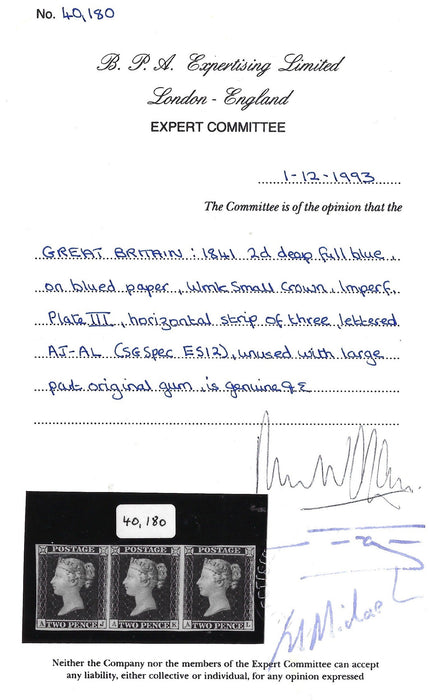 No. 40,180
B. P. A. Expertising Limited
London - England
EXPERT COMMITTEE
1-12-1993
The Committee is of the opinion that the
GREAT BRITAIN: 1841 2d deep full blue
on blued paper, Wmk Small Crown, Imperf,
Plate III, horizontal strip of three lettered
AJ-AL (SG Spec ES12), unused with large
part original gum, is genuine
40,180
POSTAGE POSTAGE POSTAGE
A TWO PENCE J A TWO PENCE K A TWO PENCE L
Neither the Company nor the members of the Expert Committee can accept
any liability, either collective or individual, for any opinion expressed